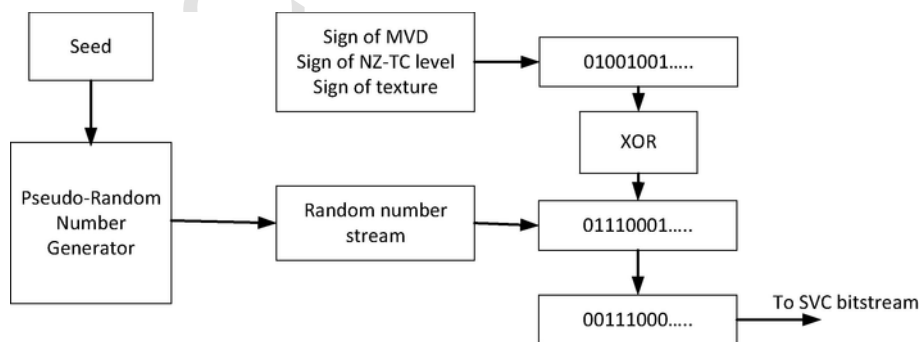 Seed
Sign of MVD
Sign of NZ-TC level
Sign of texture
01001001.....
XOR
Pseudo-Random
Number
Generator
Random number
stream
01110001.....
00111000.....
To SVC bitstream